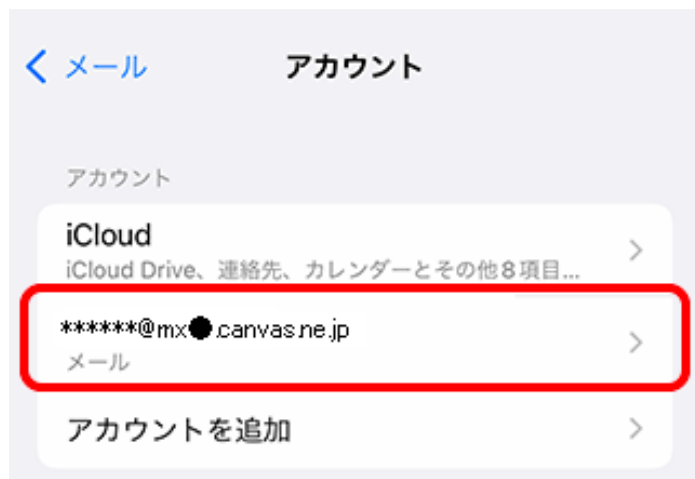 メール アカウント
アカウント
iCloud
iCloud Drive、連絡先、カレンダーとその他8項目...
******@mx●.canvas.ne.jp
メール
アカウントを追加